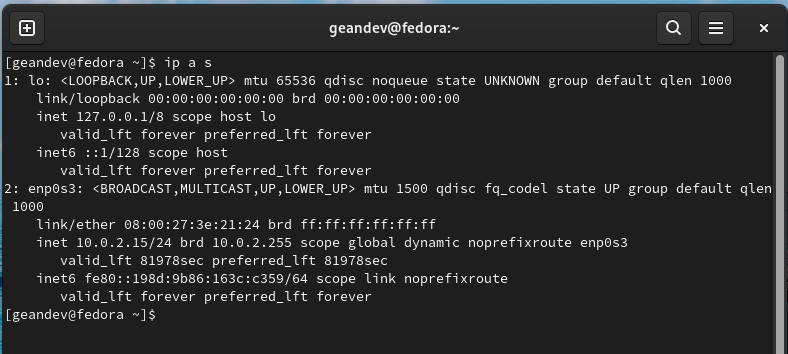 geandev@fedora:~
[geandev@fedora ~]$ ip a s
1: lo: <LOOPBACK,UP,LOWER_UP> mtu 65536 qdisc noqueue state UNKNOWN group default qlen 1000
    link/loopback 00:00:00:00:00:00 brd 00:00:00:00:00:00
    inet 127.0.0.1/8 scope host lo
       valid_lft forever preferred_lft forever
    inet6 ::1/128 scope host
       valid_lft forever preferred_lft forever
2: enp0s3: <BROADCAST,MULTICAST,UP,LOWER_UP> mtu 1500 qdisc fq_codel state UP group default qlen
 1000
    link/ether 08:00:27:3e:21:24 brd ff:ff:ff:ff:ff:ff
    inet 10.0.2.15/24 brd 10.0.2.255 scope global dynamic noprefixroute enp0s3
       valid_lft 81978sec preferred_lft 81978sec
    inet6 fe80::198d:9b86:163c:c359/64 scope link noprefixroute
       valid_lft forever preferred_lft forever
[geandev@fedora ~]$